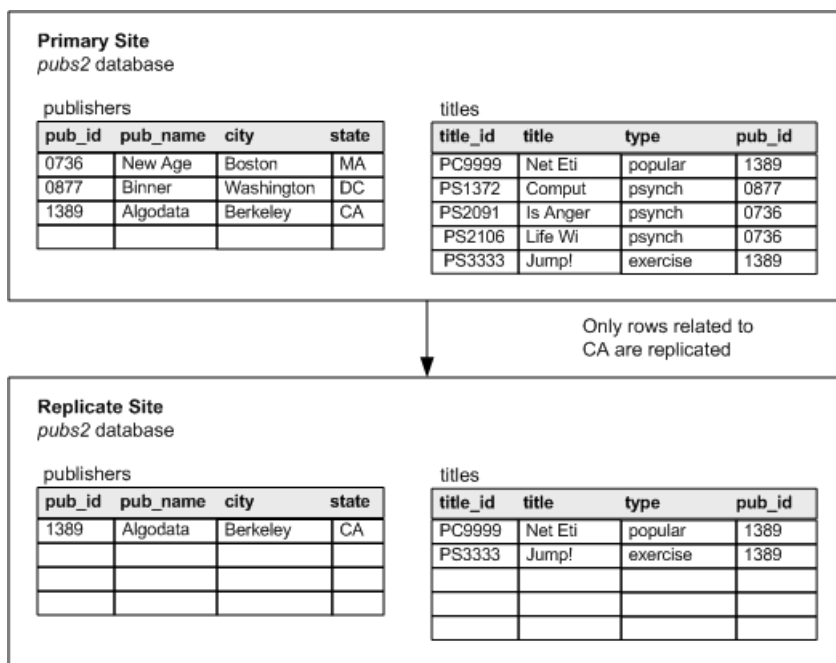 Primary Site
pubs2 database
publishers
pub_id pub_name city state
0736 New Age Boston MA
0877 Binner Washington DC
1389 Algodata Berkeley CA
titles
title_id title type pub_id
PC9999 Net Eti popular 1389
PS1372 Comput psynch 0877
PS2091 Is Anger psynch 0736
PS2106 Life Wi psynch 0736
PS3333 Jump! exercise 1389
Only rows related to
CA are replicated
Replicate Site
pubs2 database
publishers
pub_id pub_name city state
1389 Algodata Berkeley CA
titles
title_id title type pub_id
PC9999 Net Eti popular 1389
PS3333 Jump! exercise 1389